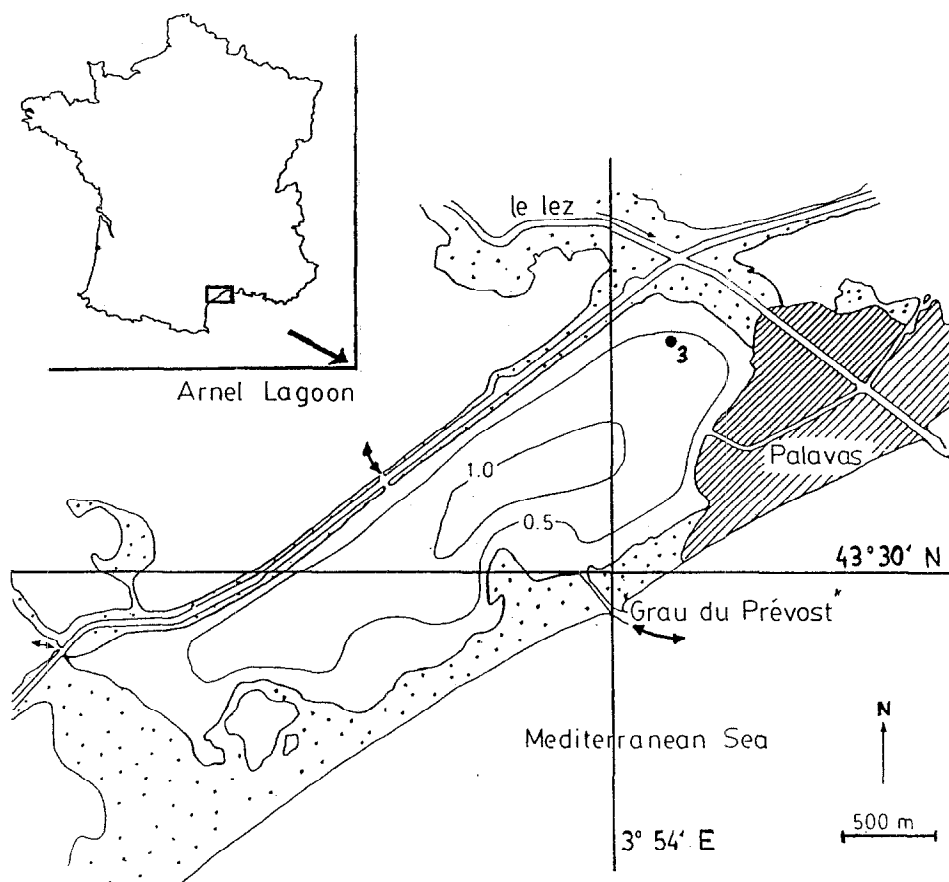 le lez
3
Arnel Lagoon
1.0
Palavas
0.5
43°30' N
"Grau du Prévost"
N
Mediterranean Sea
500 m
3° 54' E